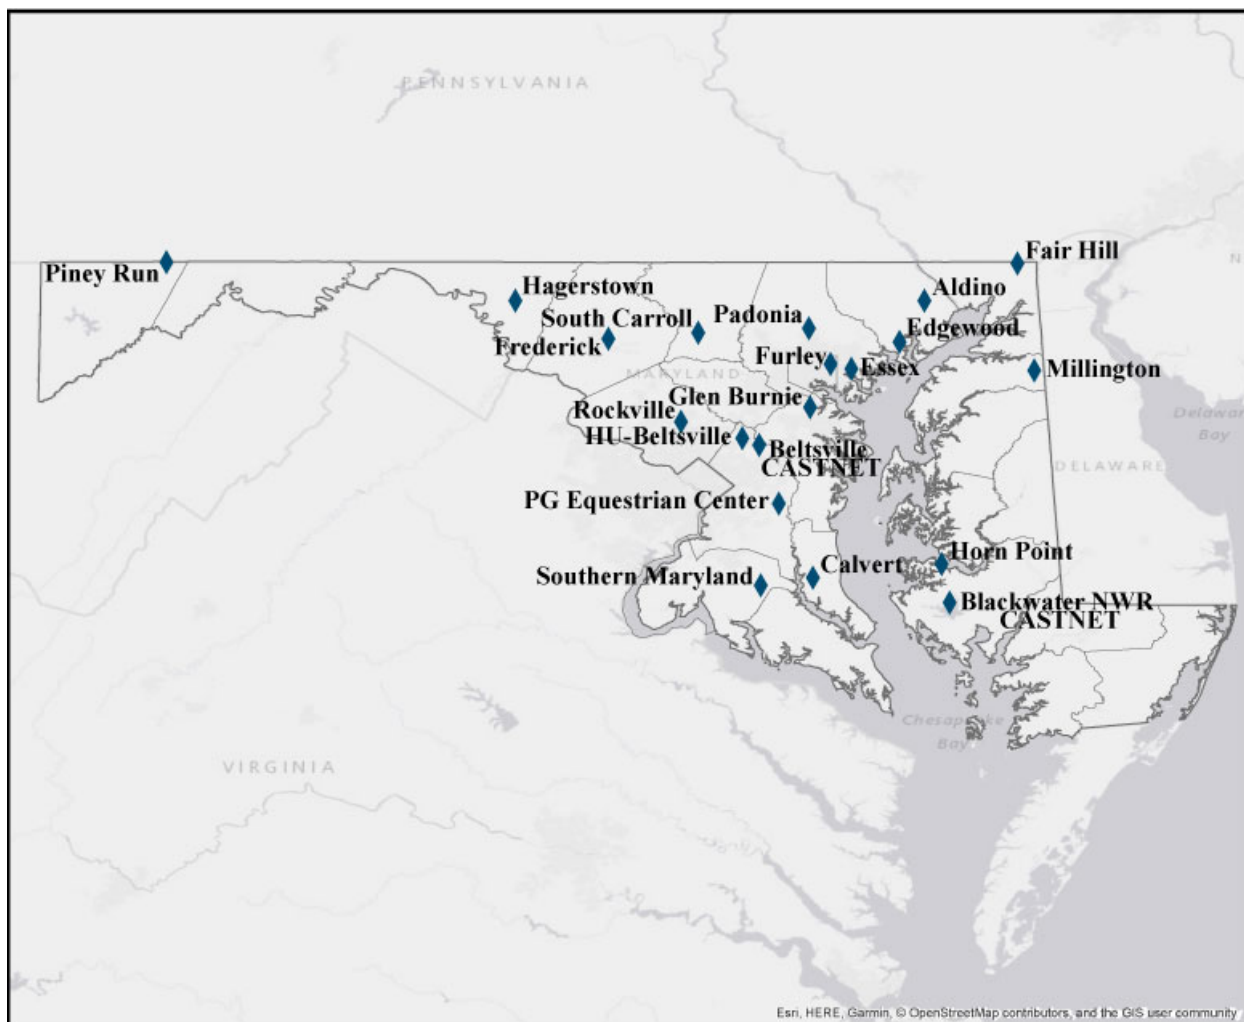 PENNSYLVANIA
Fair Hill
Piney Run
Hagerstown
Aldino
South Carroll
Padonia
Edgewood
Frederick
Furley
Essex
MARYLAND
Millington
Glen Burnie
Rockville
Delaware
Bay
HU-Beltsville
Beltsville
CASTNET
DELAWARE
PG Equestrian Center
Horn Point
Calvert
Southern Maryland
Blackwater NWR
CASTNET
Chesapeake
Bay
VIRGINIA
Esri, HERE, Garmin, © OpenStreetMap contributors, and the GIS user community